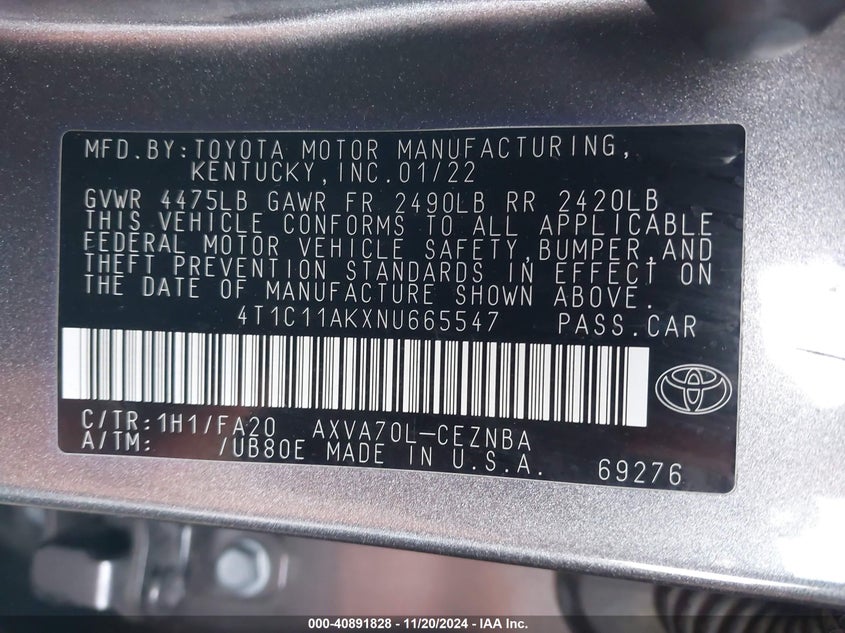 MFD.BY:TOYOTA MOTOR MANUFACTURING,
KENTUCKY,INC.01/22
GVWR 4475LB GAWR FR 2490LB RR 2420LB
THIS VEHICLE CONFORMS TO ALL APPLICABLE
FEDERAL MOTOR VEHICLE SAFETY,BUMPER,AND
THEFT PREVENTION STANDARDS IN EFFECT ON
THE DATE OF MANUFACTURE SHOWN ABOVE.
4T1C11AKXNU665547 PASS.CAR
C/TR:1H1/FA20 AXVA70L-CEZNBA
A/TM: /UB80E MADE IN U.S.A. 69276
000-40891828 - 11/20/2024 - IAA Inc.